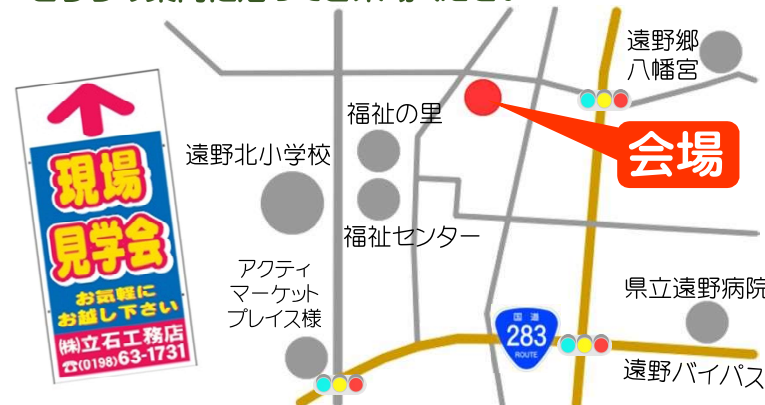 現場
見学会
お気軽に
お越し下さい
㈱立石工務店
☎(0198)63-1731
遠野郷
八幡宮
福祉の里
遠野北小学校
会場
福祉センター
アクティ
マーケット
プレイス様
県立遠野病院
国道
283
ROUTE
遠野バイパス